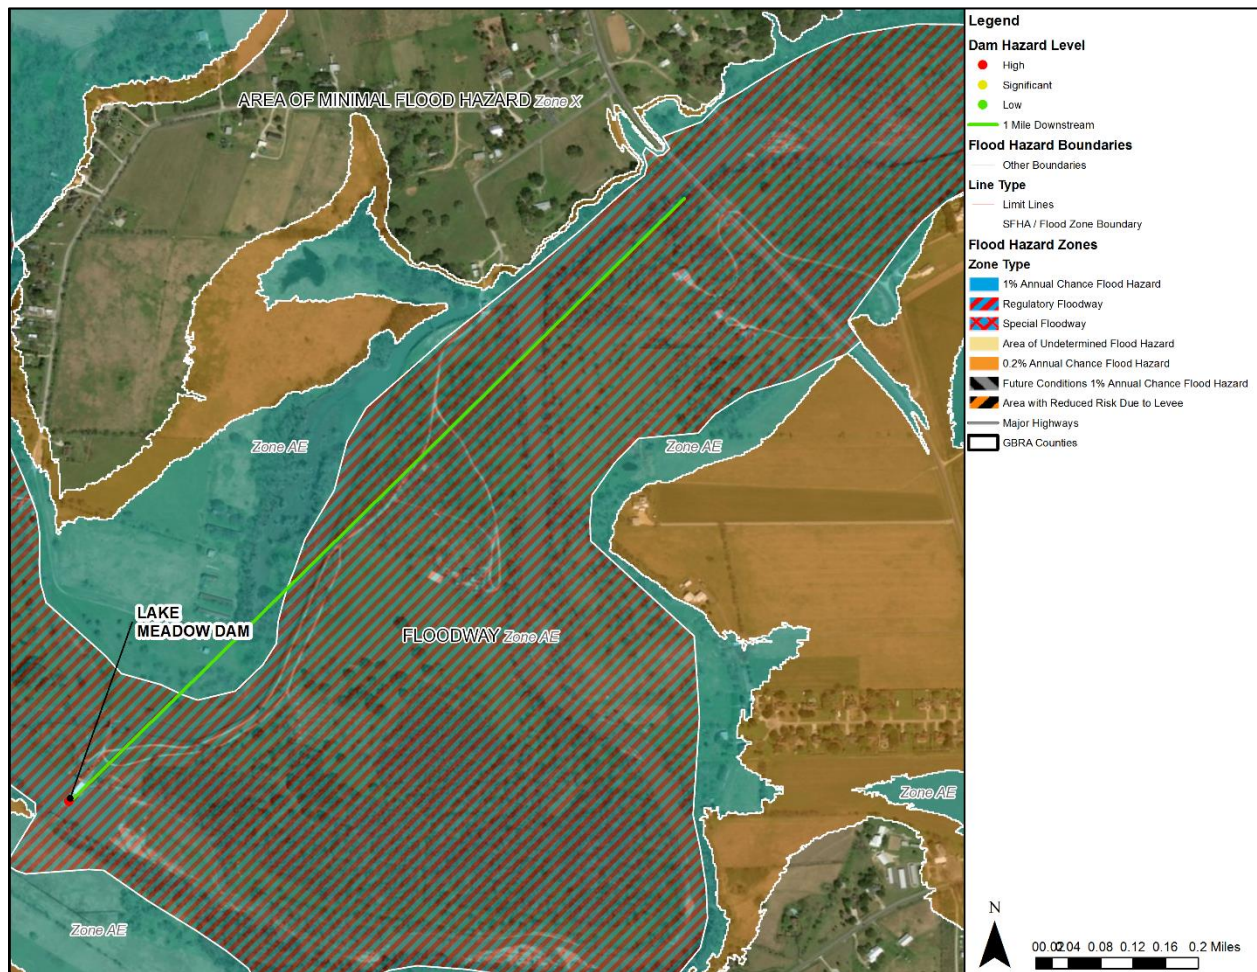 AREA OF MINIMAL FLOOD HAZARD Zone X
Zone AE
Zone AE
LAKE
MEADOW DAM
FLOODWAY Zone AE
Zone AE
Zone AE
Legend
Dam Hazard Level
High
Significant
Low
1 Mile Downstream
Flood Hazard Boundaries
Other Boundaries
Line Type
Limit Lines
SFHA / Flood Zone Boundary
Flood Hazard Zones
Zone Type
1% Annual Chance Flood Hazard
Regulatory Floodway
Special Floodway
Area of Undetermined Flood Hazard
0.2% Annual Chance Flood Hazard
Future Conditions 1% Annual Chance Flood Hazard
Area with Reduced Risk Due to Levee
Major Highways
GBRA Counties
N
0 0.02 0.04 0.08 0.12 0.16 0.2 Miles